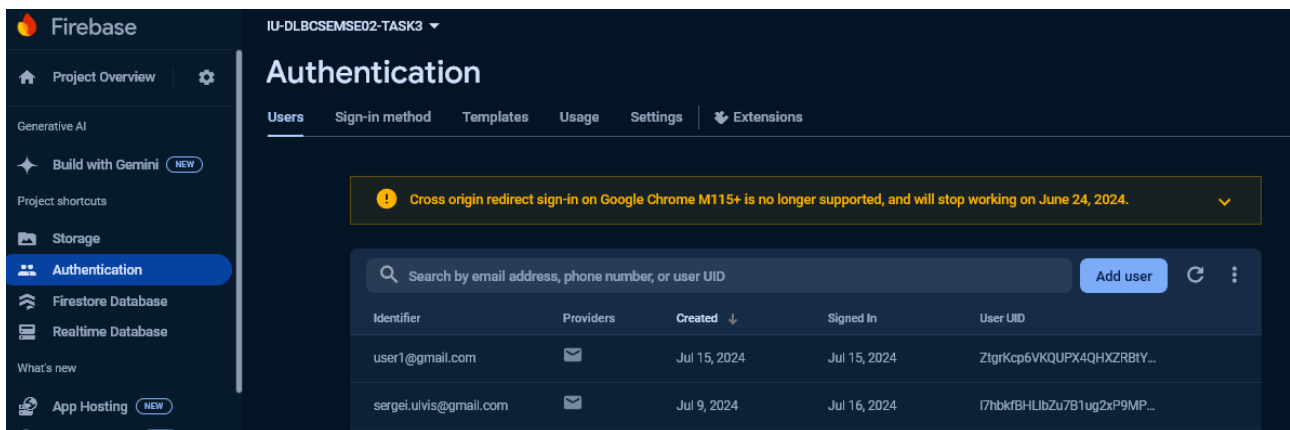 Firebase
Project Overview
Generative AI
Build with Gemini NEW
Project shortcuts
Storage
Authentication
Firestore Database
Realtime Database
What's new
App Hosting NEW
IU-DLBCSEMSE02-TASK3
Authentication
Users Sign-in method Templates Usage Settings Extensions
Cross origin redirect sign-in on Google Chrome M115+ is no longer supported, and will stop working on June 24, 2024.
Search by email address, phone number, or user UID Add user
Identifier Providers Created Signed In User UID
user1@gmail.com Jul 15, 2024 Jul 15, 2024 ZtgrKcp6VKQUPX4QHXZRBtY...
sergei.ulvis@gmail.com Jul 9, 2024 Jul 16, 2024 I7hbkfBHLlbZu7B1ug2xP9MP...